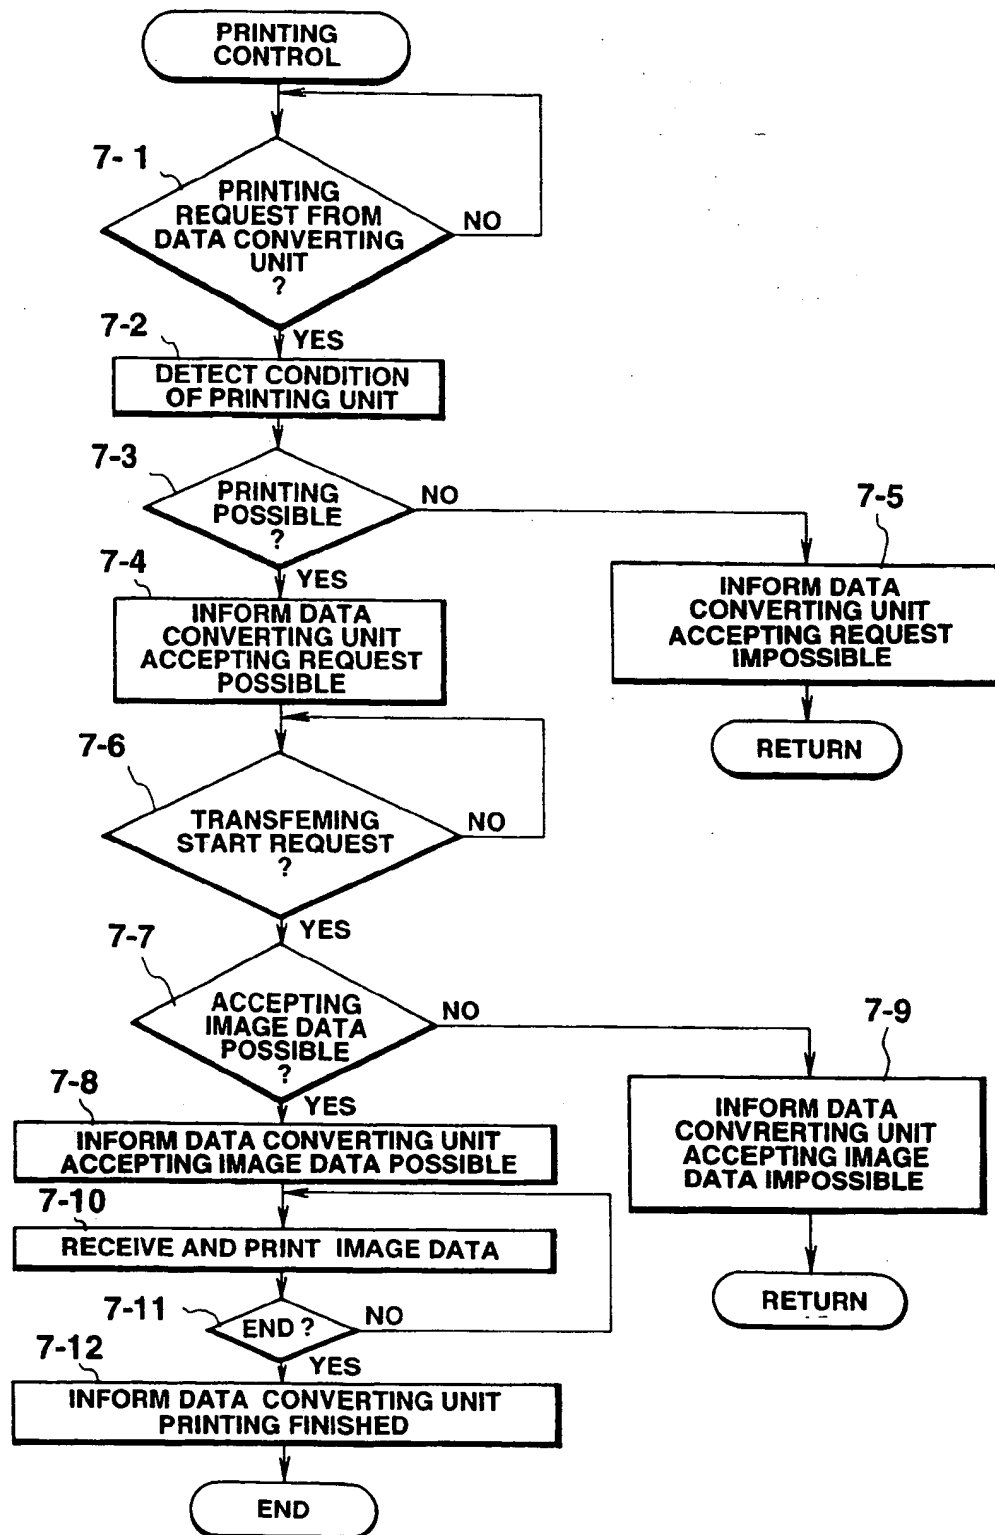 PRINTING
CONTROL
7- 1
PRINTING
REQUEST FROM
DATA CONVERTING
UNIT
?
NO
YES
7-2
DETECT CONDITION
OF PRINTING UNIT
7-3
PRINTING
POSSIBLE
?
NO
YES
7-4
INFORM DATA
CONVERTING UNIT
ACCEPTING REQUEST
POSSIBLE
7-5
INFORM DATA
CONVERTING UNIT
ACCEPTING REQUEST
IMPOSSIBLE
RETURN
7-6
TRANSFEMING
START REQUEST
?
NO
YES
7-7
ACCEPTING
IMAGE DATA
POSSIBLE
?
NO
YES
7-8
INFORM DATA CONVERTING UNIT
ACCEPTING IMAGE DATA POSSIBLE
7-9
INFORM DATA
CONVRERTING UNIT
ACCEPTING IMAGE
DATA IMPOSSIBLE
RETURN
7-10
RECEIVE AND PRINT IMAGE DATA
7-11
END ?
NO
YES
7-12
INFORM DATA CONVERTING UNIT
PRINTING FINISHED
END